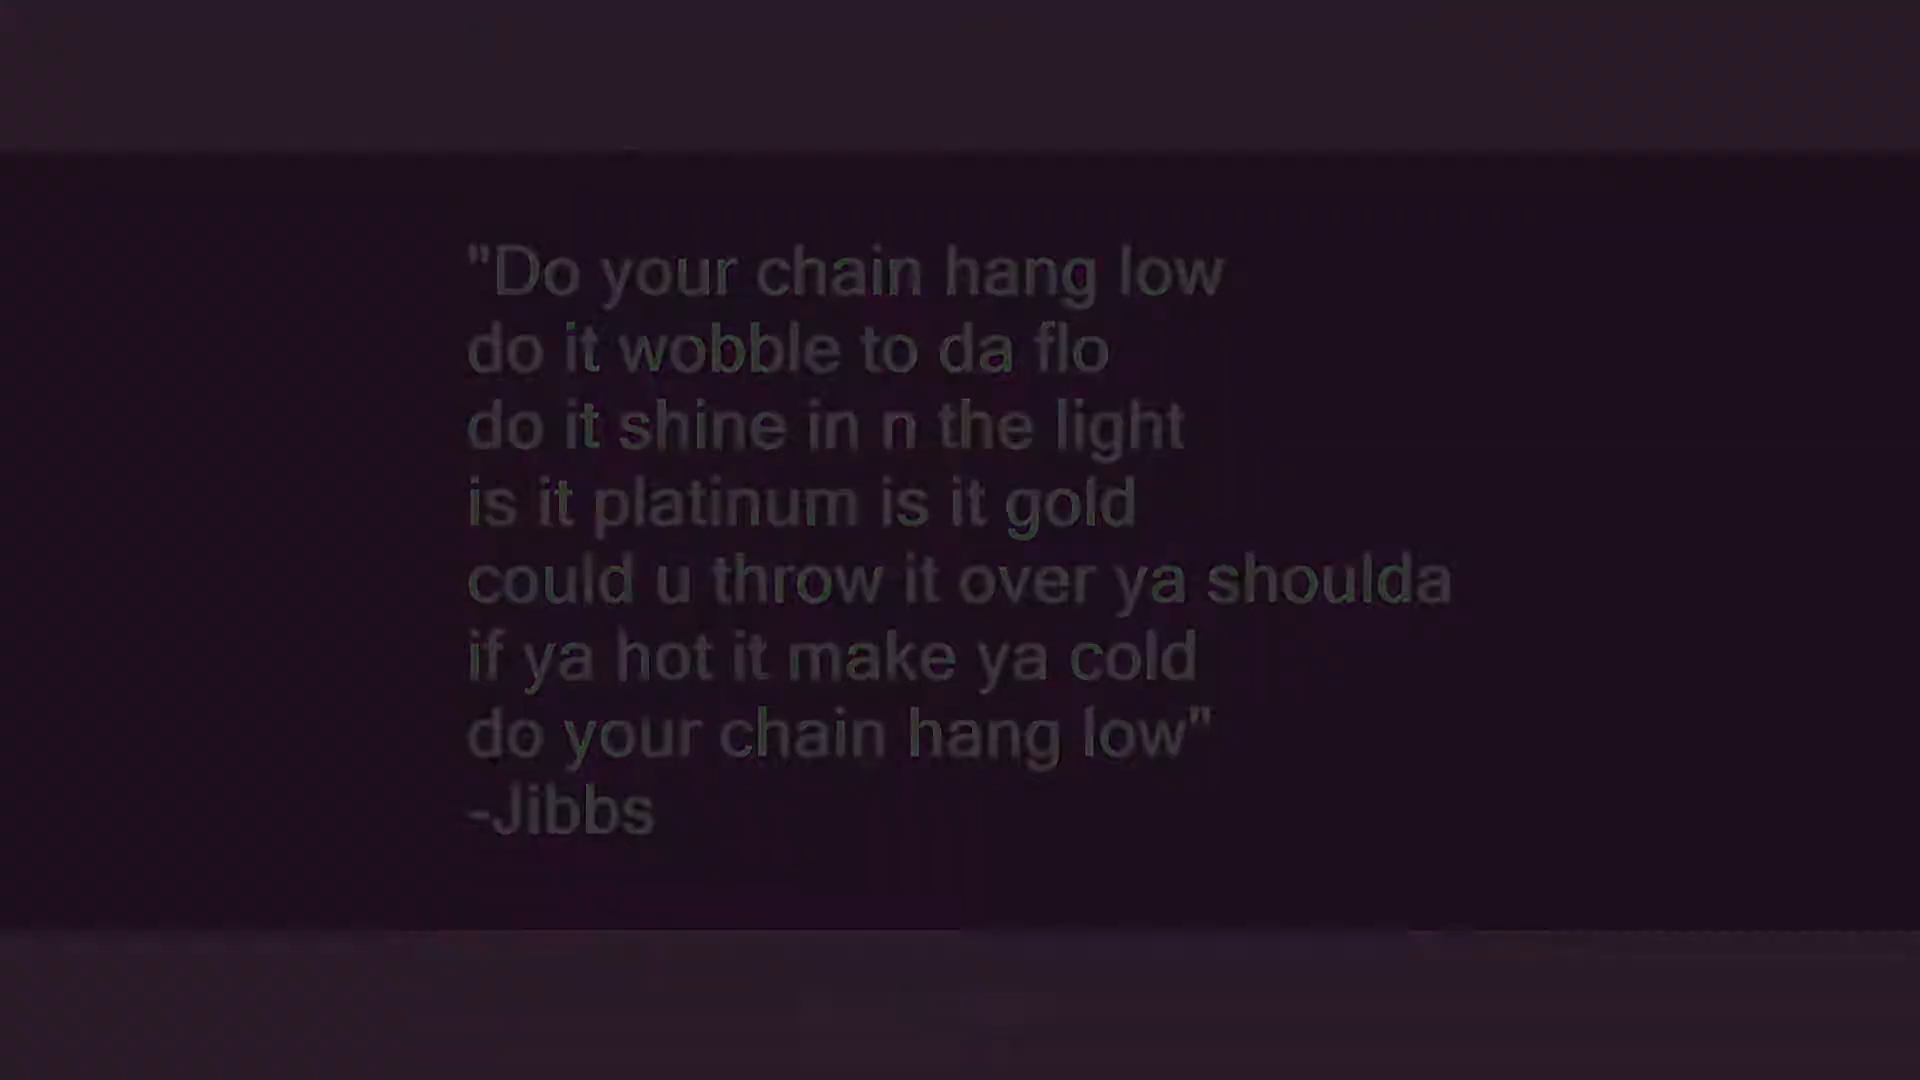 "Do your chain hang low
do it wobble to da flo
do it shine in n the light
is it platinum is it gold
could u throw it over ya shoulda
if ya hot it make ya cold
do your chain hang low"
-Jibbs